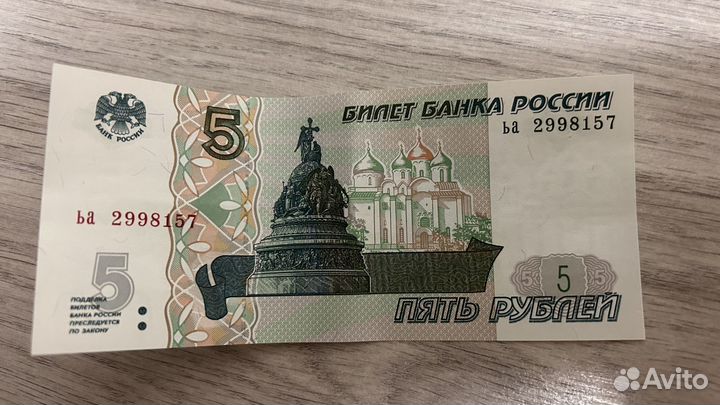 БИЛЕТ БАНКА РОССИИ
БАНК РОССИИ
5
ьа 2998157
ьа 2998157
5
ПОДДЕЛКА
БИЛЕТОВ
БАНКА РОССИИ
ПРЕСЛЕДУЕТСЯ
ПО ЗАКОНУ
5 5 5
ПЯТЬ РУБЛЕЙ
Avito